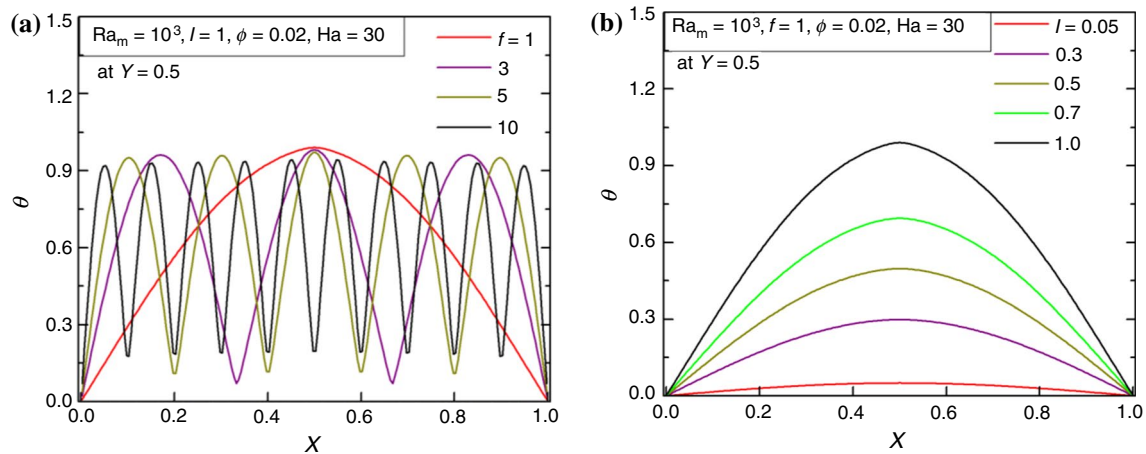 (a)
Ra_m = 10³, I = 1, ϕ = 0.02, Ha = 30
at Y = 0.5
f = 1
3
5
10
1.5
1.2
0.9
0.6
0.3
0.0
θ
0.0 0.2 0.4 0.6 0.8 1.0
X
(b)
Ra_m = 10³, f = 1, ϕ = 0.02, Ha = 30
at Y = 0.5
I = 0.05
0.3
0.5
0.7
1.0
1.5
1.2
0.9
0.6
0.3
0.0
θ
0.0 0.2 0.4 0.6 0.8 1.0
X